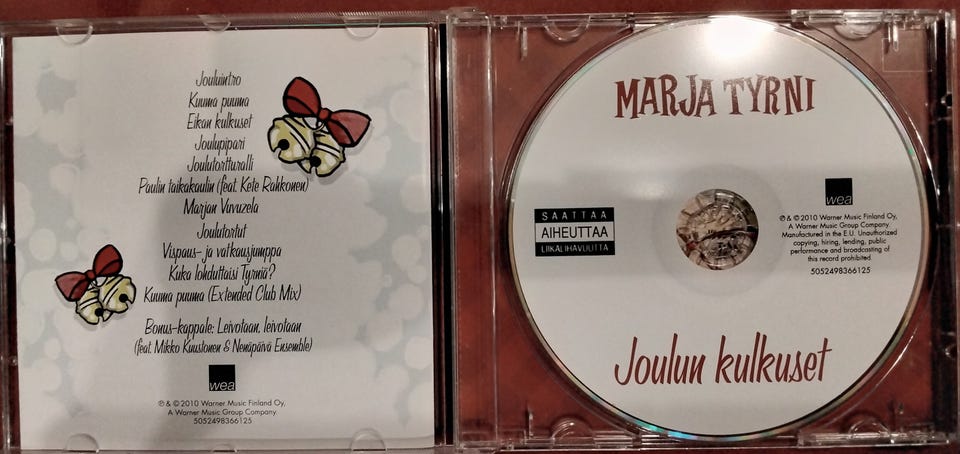 Jouluintro
Kuuma puuma
Eikan kulkuset
Joulupipari
Joulutortturalli
Paulin taikakaulin (feat. Kete Rahkonen)
Marjan Vuvuzela
Joulutortut
Vispaus- ja vatkausjumppa
Kuka lohduttaisi Tyrniä?
Kuuma puuma (Extended Club Mix)
Bonus-kappale: Leivotaan, leivotaan
(feat. Mikko Kuustonen & Nenäpäivä Ensemble)
wea
℗ & © 2010 Warner Music Finland Oy,
A Warner Music Group Company.
5052498366125
MARJA TYRNI
SAATTAA
AIHEUTTAA
LIIKALIHAVUUTTA
wea
℗ & © 2010 Warner Music Finland Oy,
A Warner Music Group Company.
Manufactured in the E.U. Unauthorized
copying, hiring, lending, public
performance and broadcasting of
this record prohibited.
5052498366125
Joulun kulkuset